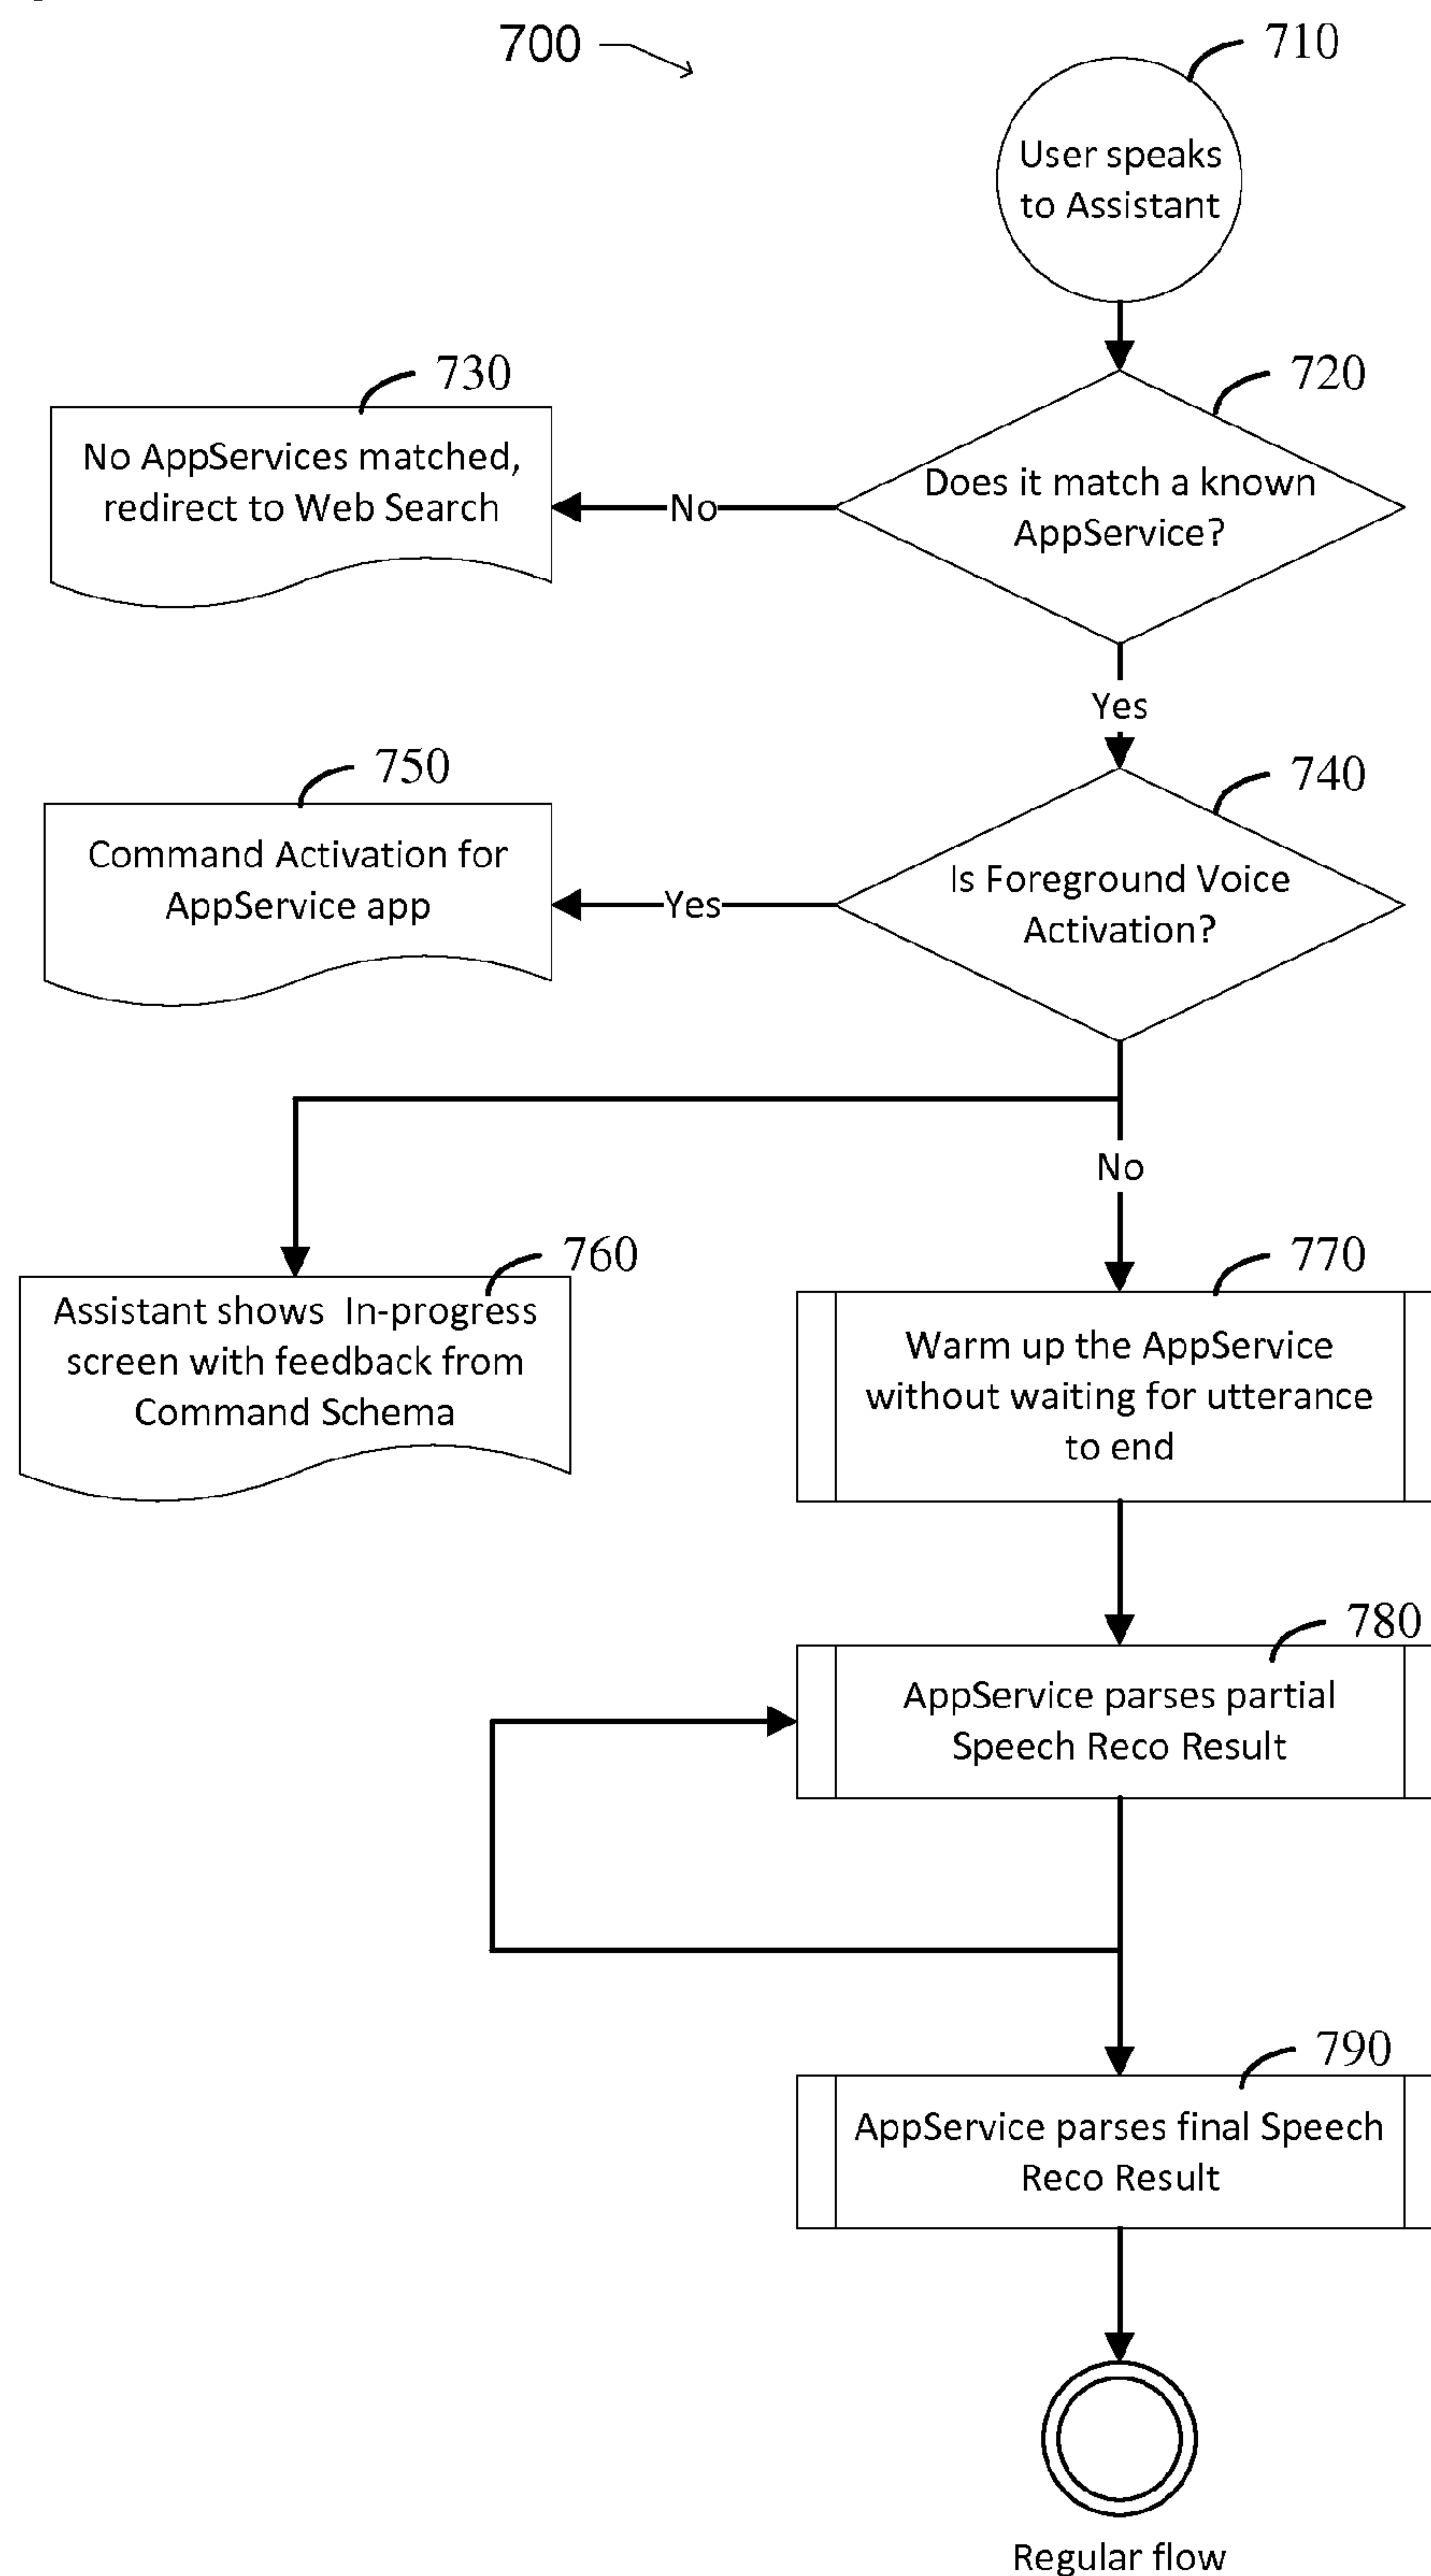 700
710
User speaks
to Assistant
730
720
No AppServices matched,
redirect to Web Search
No
Does it match a known
AppService?
Yes
750
740
Command Activation for
AppService app
Yes
Is Foreground Voice
Activation?
No
760
770
Assistant shows In-progress
screen with feedback from
Command Schema
Warm up the AppService
without waiting for utterance
to end
780
AppService parses partial
Speech Reco Result
790
AppService parses final Speech
Reco Result
Regular flow